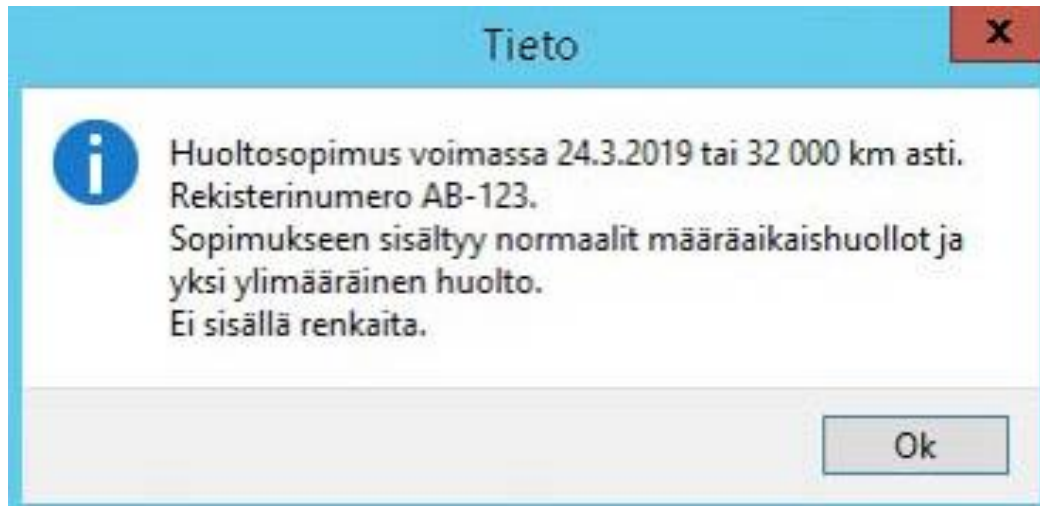 Tieto
x
Huoltosopimus voimassa 24.3.2019 tai 32 000 km asti.
Rekisterinumero AB-123.
Sopimukseen sisältyy normaalit määräaikaishuollot ja
yksi ylimääräinen huolto.
Ei sisällä renkaita.
Ok